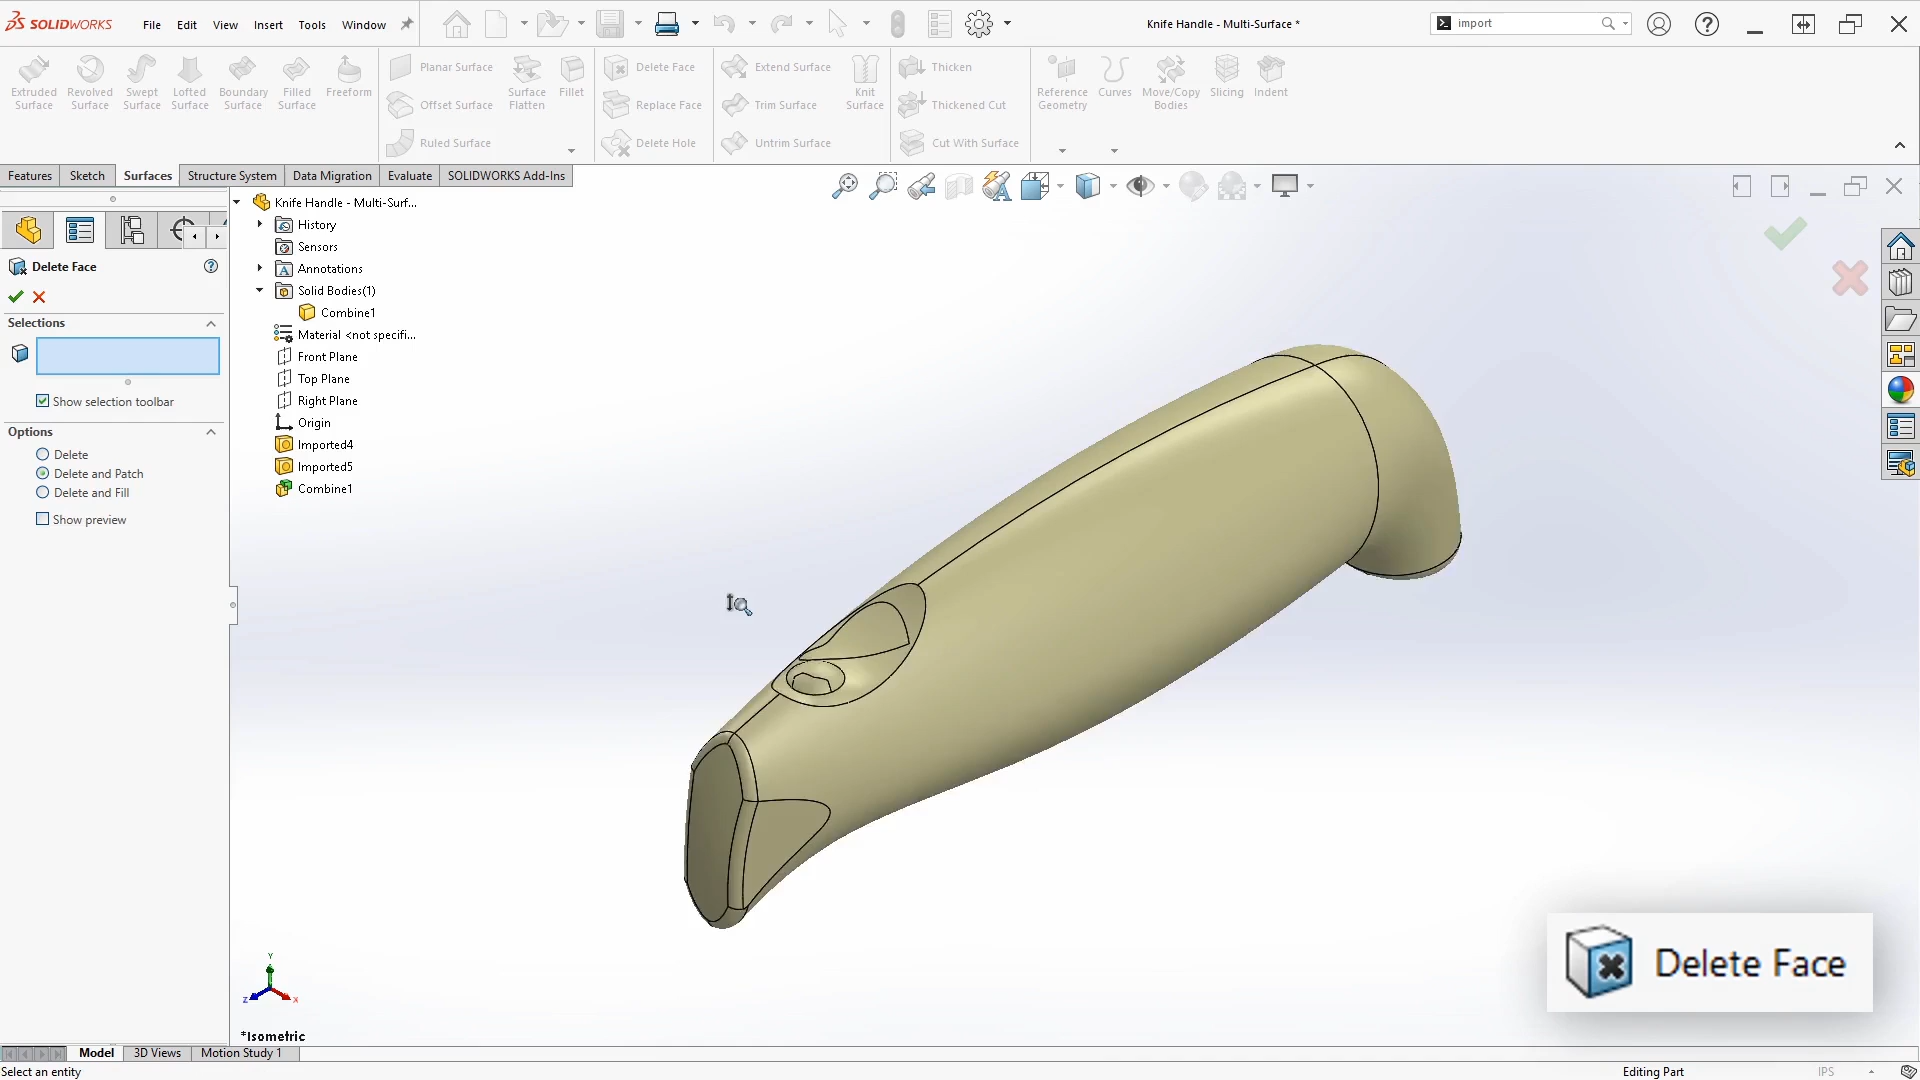 SOLIDWORKS File Edit View Insert Tools Window
Knife Handle - Multi-Surface *
import
Extruded Surface
Revolved Surface
Swept Surface
Lofted Surface
Boundary Surface
Filled Surface
Freeform
Planar Surface
Offset Surface
Ruled Surface
Surface Flatten
Fillet
Delete Face
Replace Face
Delete Hole
Extend Surface
Trim Surface
Untrim Surface
Knit Surface
Thicken
Thickened Cut
Cut With Surface
Reference Geometry
Curves
Move/Copy Bodies
Slicing
Indent
Features Sketch Surfaces Structure System Data Migration Evaluate SOLIDWORKS Add-Ins
Delete Face
Selections
Show selection toolbar
Options
Delete
Delete and Patch
Delete and Fill
Show preview
Knife Handle - Multi-Surf...
History
Sensors
Annotations
Solid Bodies(1)
Combine1
Material <not specifi...
Front Plane
Top Plane
Right Plane
Origin
Imported4
Imported5
Combine1
Y
Z
X
*Isometric
Delete Face
Model 3D Views Motion Study 1
Select an entity
Editing Part
IPS